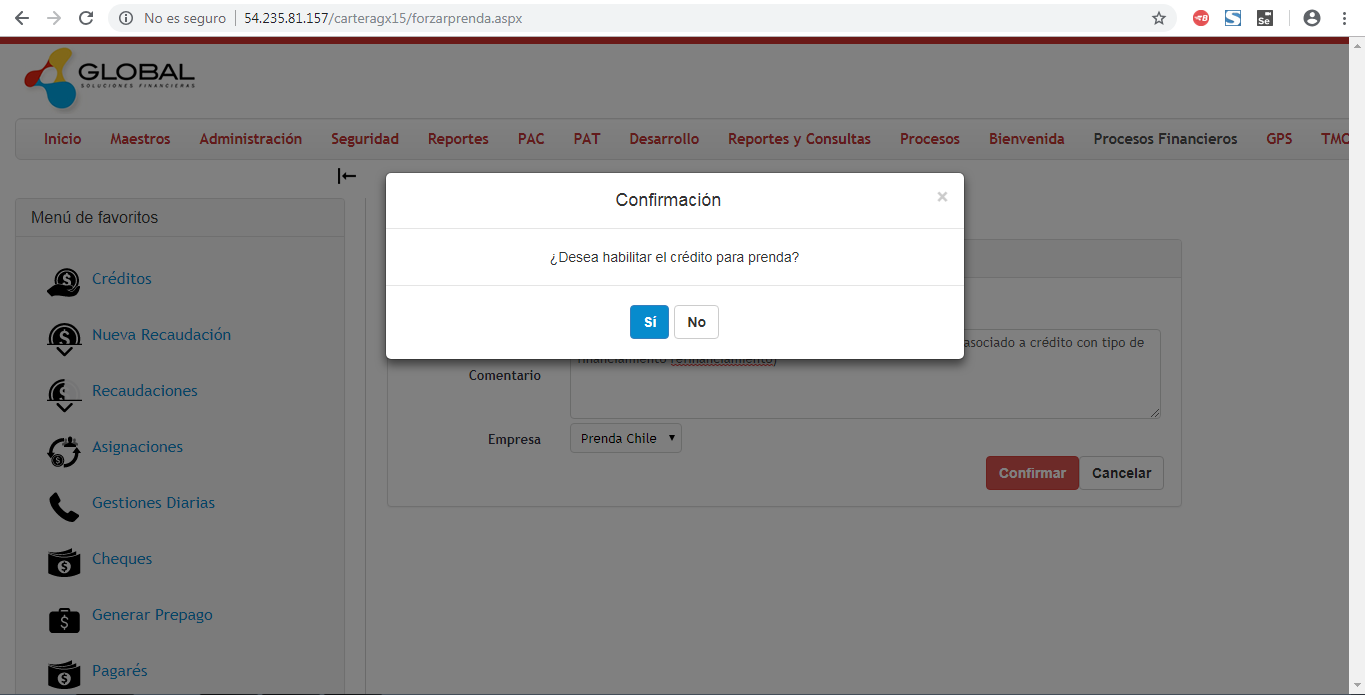 No es seguro 54.235.81.157/carteragx15/forzarprenda.aspx
GLOBAL
SOLUCIONES FINANCIERAS
Inicio Maestros Administración Seguridad Reportes PAC PAT Desarrollo Reportes y Consultas Procesos Bienvenida Procesos Financieros GPS TMO
Menú de favoritos
Créditos
Nueva Recaudación
Recaudaciones
Asignaciones
Gestiones Diarias
Cheques
Generar Prepago
Pagarés
Confirmación ×
¿Desea habilitar el crédito para prenda?
Sí No
asociado a crédito con tipo de
financiamiento refinanciamiento)
Comentario
Empresa Prenda Chile
Confirmar Cancelar